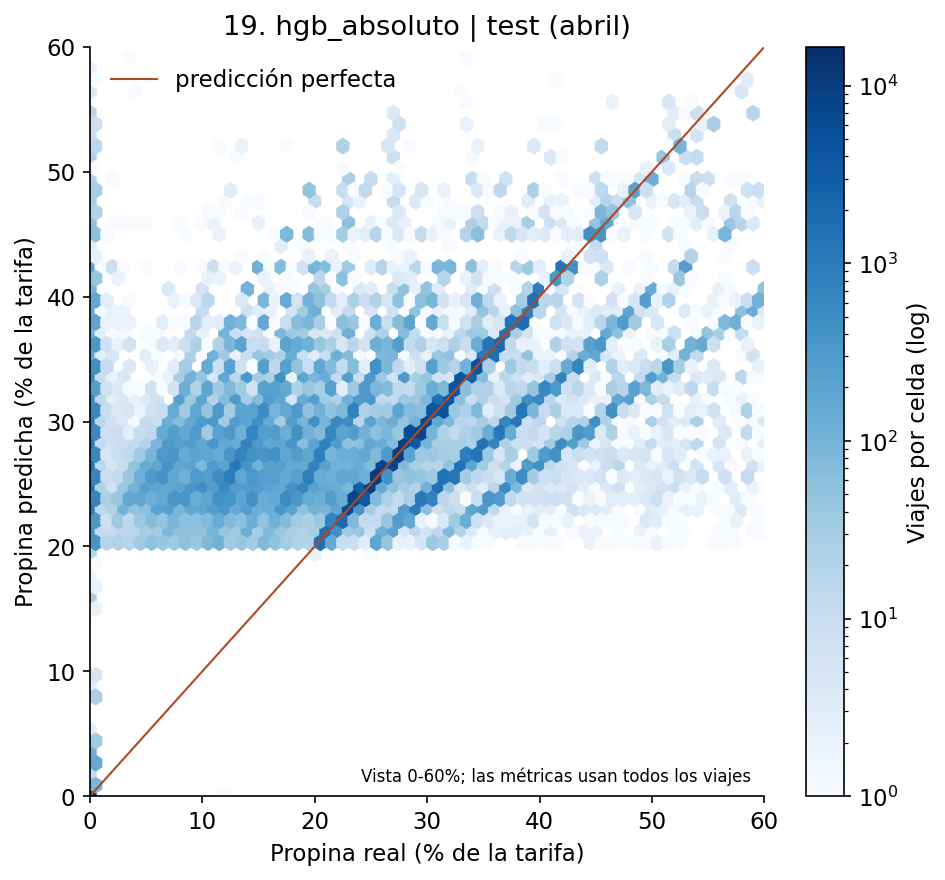 19. hgb_absoluto | test (abril)
predicción perfecta
60
50
40
30
20
10
0
Propina predicha (% de la tarifa)
0 10 20 30 40 50 60
Propina real (% de la tarifa)
Vista 0-60%; las métricas usan todos los viajes
10⁴
10³
10²
10¹
10⁰
Viajes por celda (log)